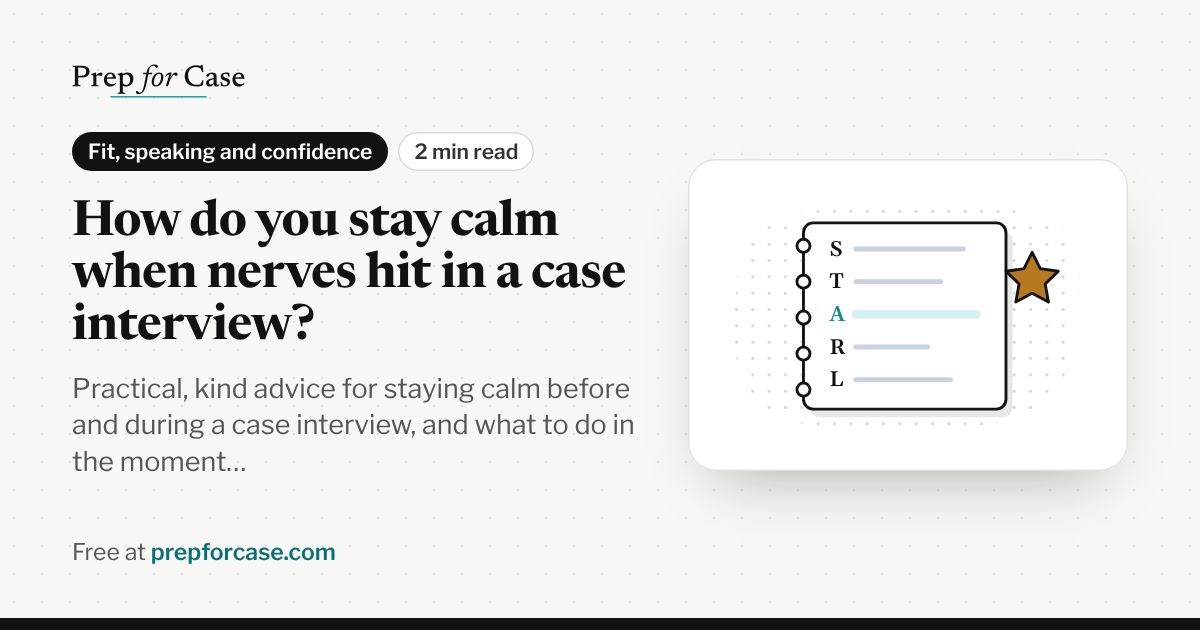 Prep for Case
Fit, speaking and confidence
2 min read
How do you stay calm
when nerves hit in a case
interview?
Practical, kind advice for staying calm before
and during a case interview, and what to do in
the moment...
Free at prepforcase.com
S
T
A
R
L